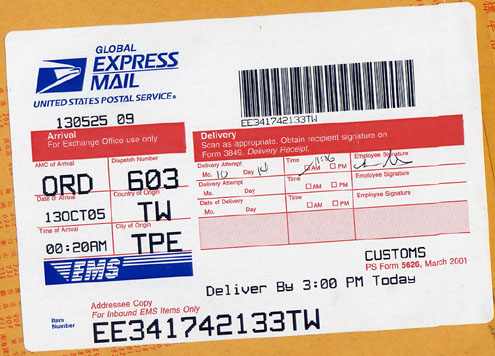 GLOBAL
EXPRESS
MAIL
UNITED STATES POSTAL SERVICE®
EE341742133TW
130525 09
Arrival
For Exchange Office use only
AMC of Arrival
Dispatch Number
ORD
603
Date of Arrival
Country of Origin
13OCT05
TW
Time of Arrival
City of Origin
00:20AM
TPE
EMS
Delivery
Scan as appropriate. Obtain recipient signature on
Form 3849, Delivery Receipt.
Delivery Attempt
Time
Employee Signature
Mo. 10 Day 14
AM PM
Delivery Attempt
Time
Employee Signature
Mo. Day
AM PM
Date of Delivery
Time
Employee Signature
Mo. Day
AM PM
CUSTOMS
PS Form 5626, March 2001
Deliver By 3:00 PM Today
Addressee Copy
For Inbound EMS Items Only
Item
Number
EE341742133TW